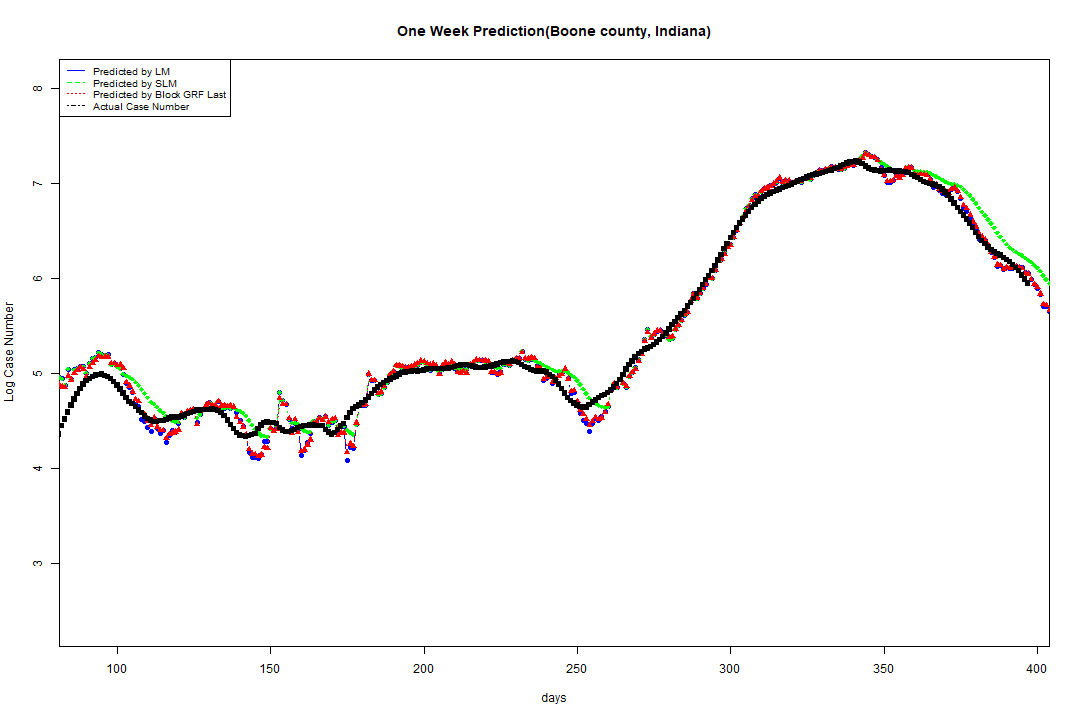 One Week Prediction(Boone county, Indiana)
Predicted by LM
Predicted by SLM
Predicted by Block GRF Last
Actual Case Number
8
7
6
5
4
3
Log Case Number
100 150 200 250 300 350 400
days